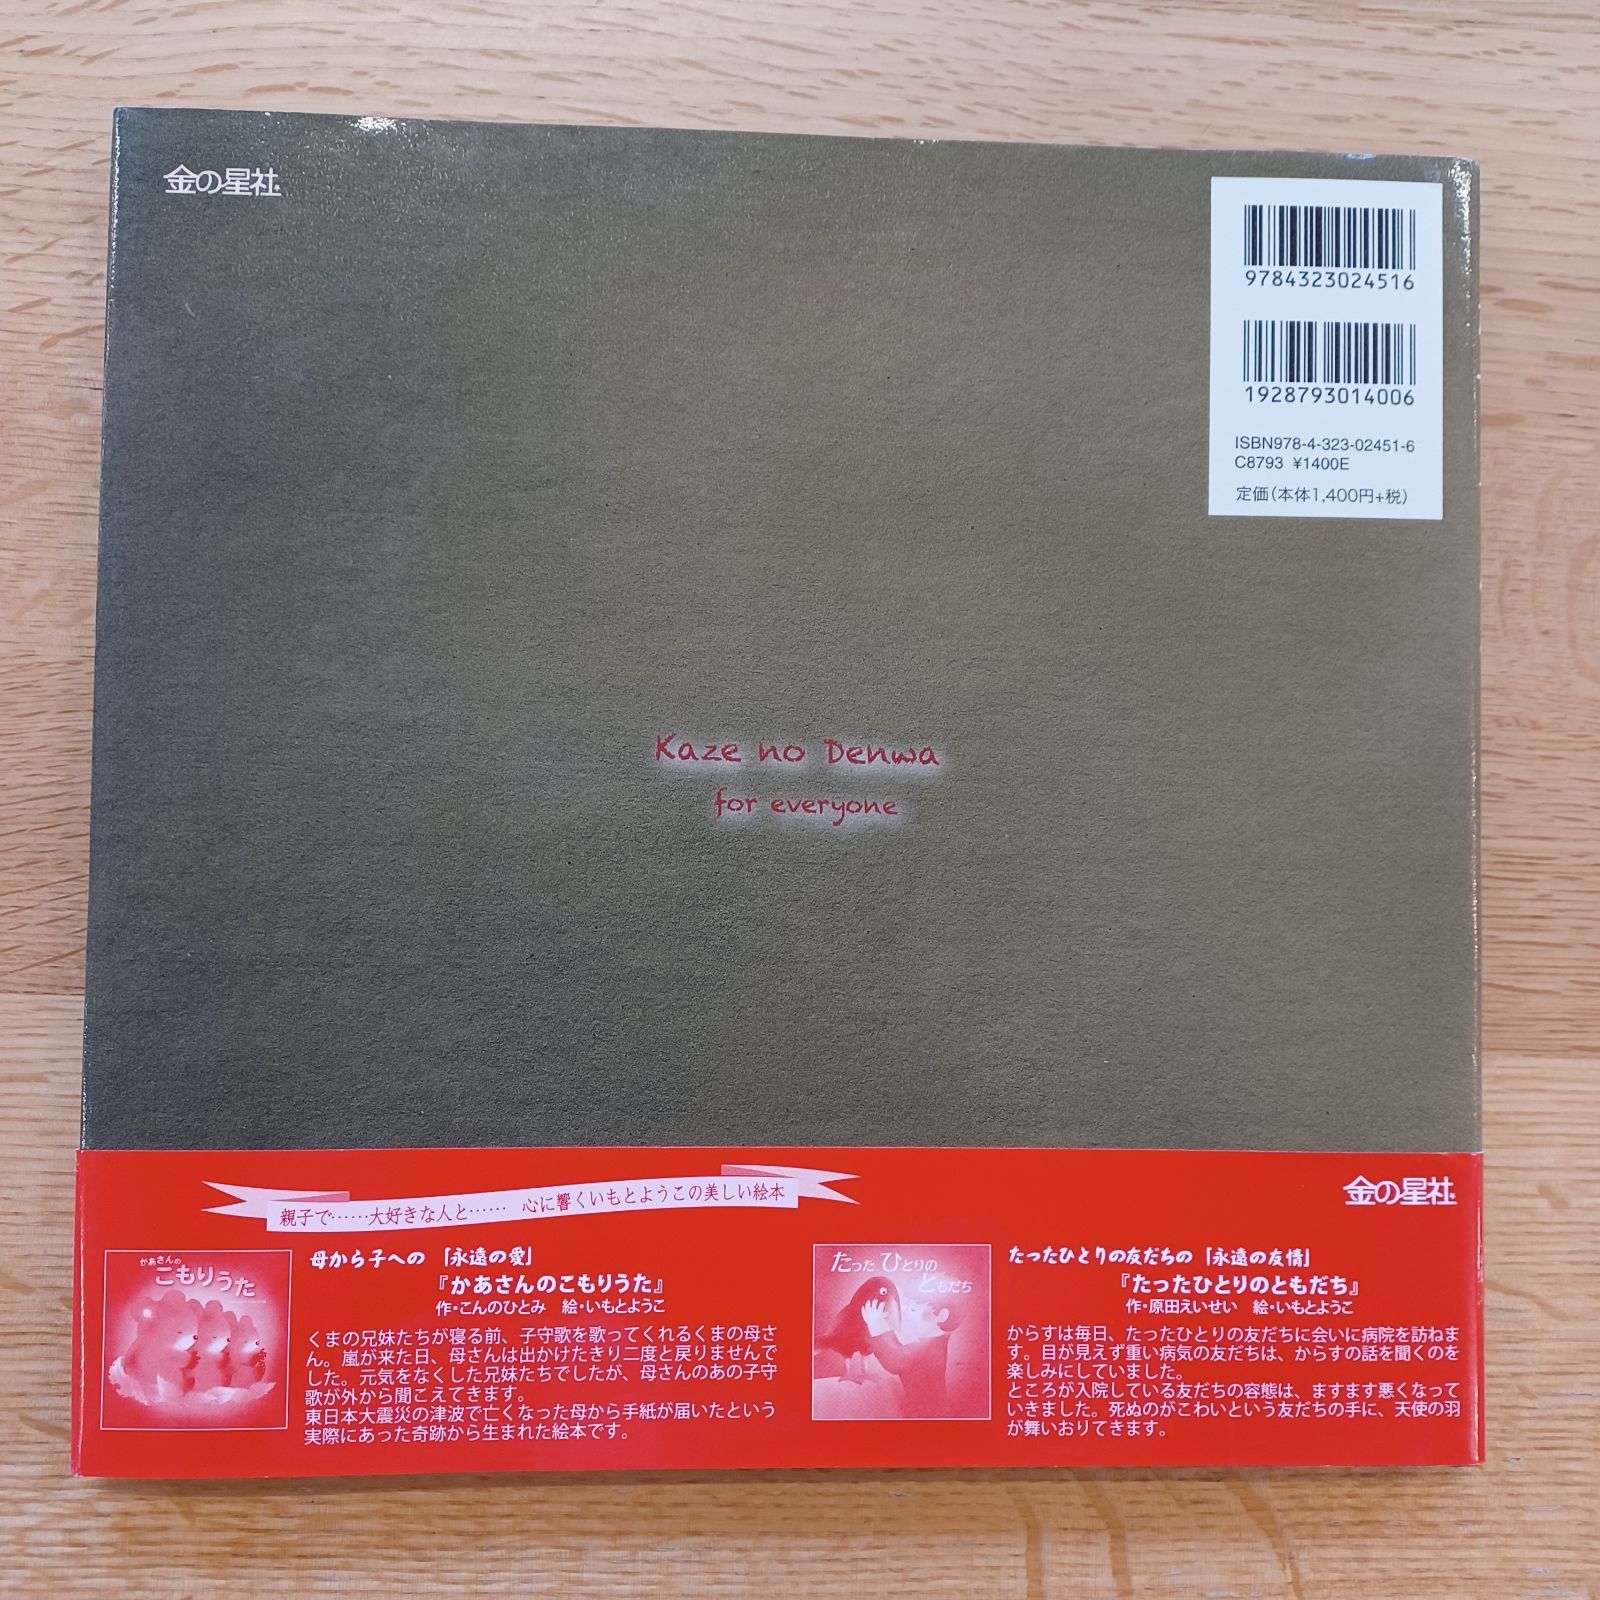 金の星社
9784323024516
1928793014006
ISBN978-4-323-02451-6
C8793 ¥1400E
定価(本体1,400円+税)
Kaze no Denwa
for everyone
親子で……大好きな人と…… 心に響くいもとようこの美しい絵本
金の星社
かあさんの
こもりうた
母から子への 「永遠の愛」
『かあさんのこもりうた』
作・こんのひとみ 絵・いもとようこ
くまの兄妹たちが寝る前、子守歌を歌ってくれるくまの母さ
ん。嵐が来た日、母さんは出かけたきり二度と戻りませんで
した。元気をなくした兄妹たちでしたが、母さんのあの子守
歌が外から聞こえてきます。
東日本大震災の津波で亡くなった母から手紙が届いたという
実際にあった奇跡から生まれた絵本です。
たった ひとりの
ともだち
たったひとりの友だちの 「永遠の友情」
『たったひとりのともだち』
作・原田えいせい 絵・いもとようこ
からすは毎日、たったひとりの友だちに会いに病院を訪ねま
す。目が見えず重い病気の友だちは、からすの話を聞くのを
楽しみにしていました。
ところが入院している友だちの容態は、ますます悪くなって
いきました。死ぬのがこわいという友だちの手に、天使の羽
が舞いおりてきます。